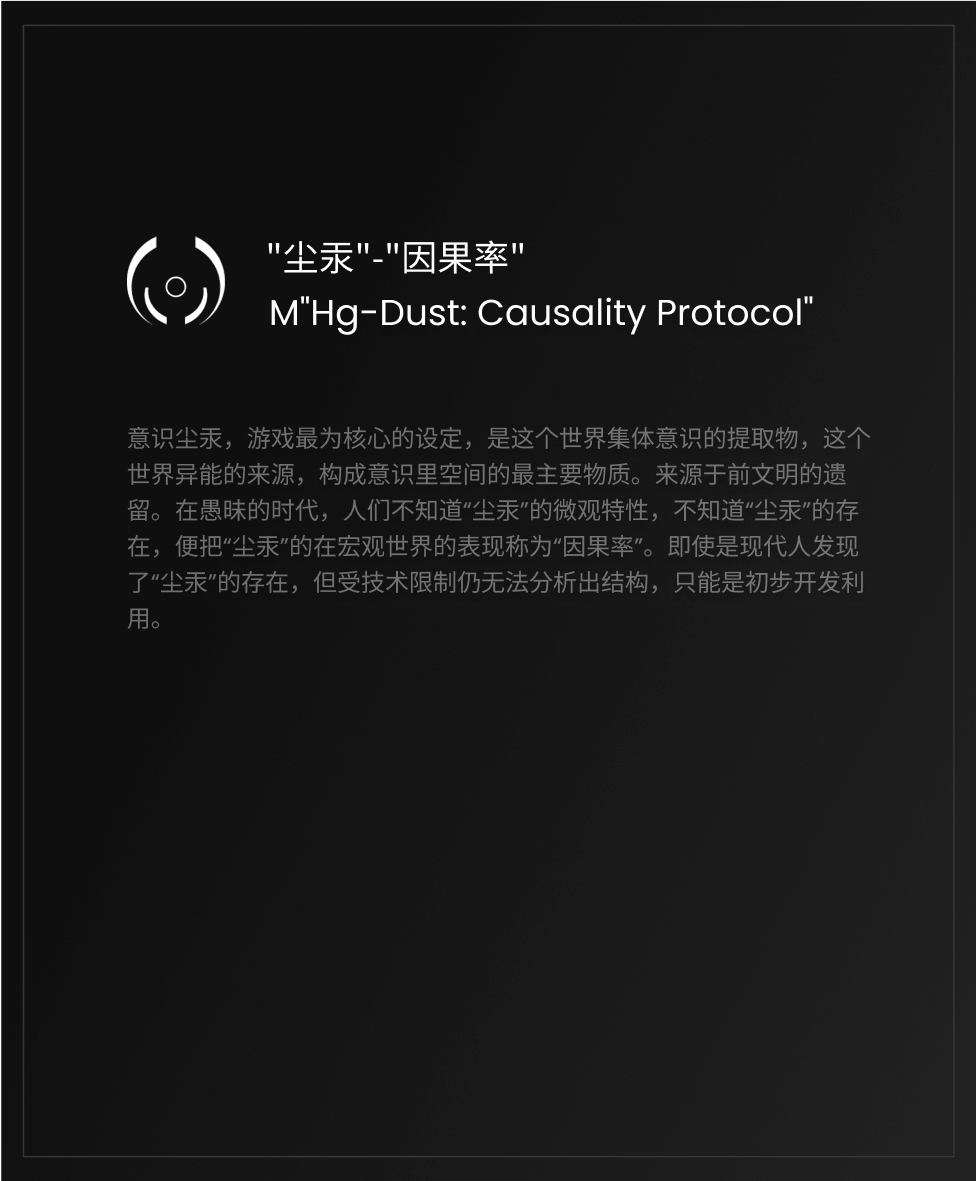 "尘汞"-"因果率"
M"Hg-Dust: Causality Protocol"
意识尘汞，游戏最为核心的设定，是这个世界集体意识的提取物，这个
世界异能的来源，构成意识里空间的最主要物质。来源于前文明的遗
留。在愚昧的时代，人们不知道“尘汞”的微观特性，不知道“尘汞”的存
在，便把“尘汞”的在宏观世界的表现称为“因果率”。即使是现代人发现
了“尘汞”的存在，但受技术限制仍无法分析出结构，只能是初步开发利
用。